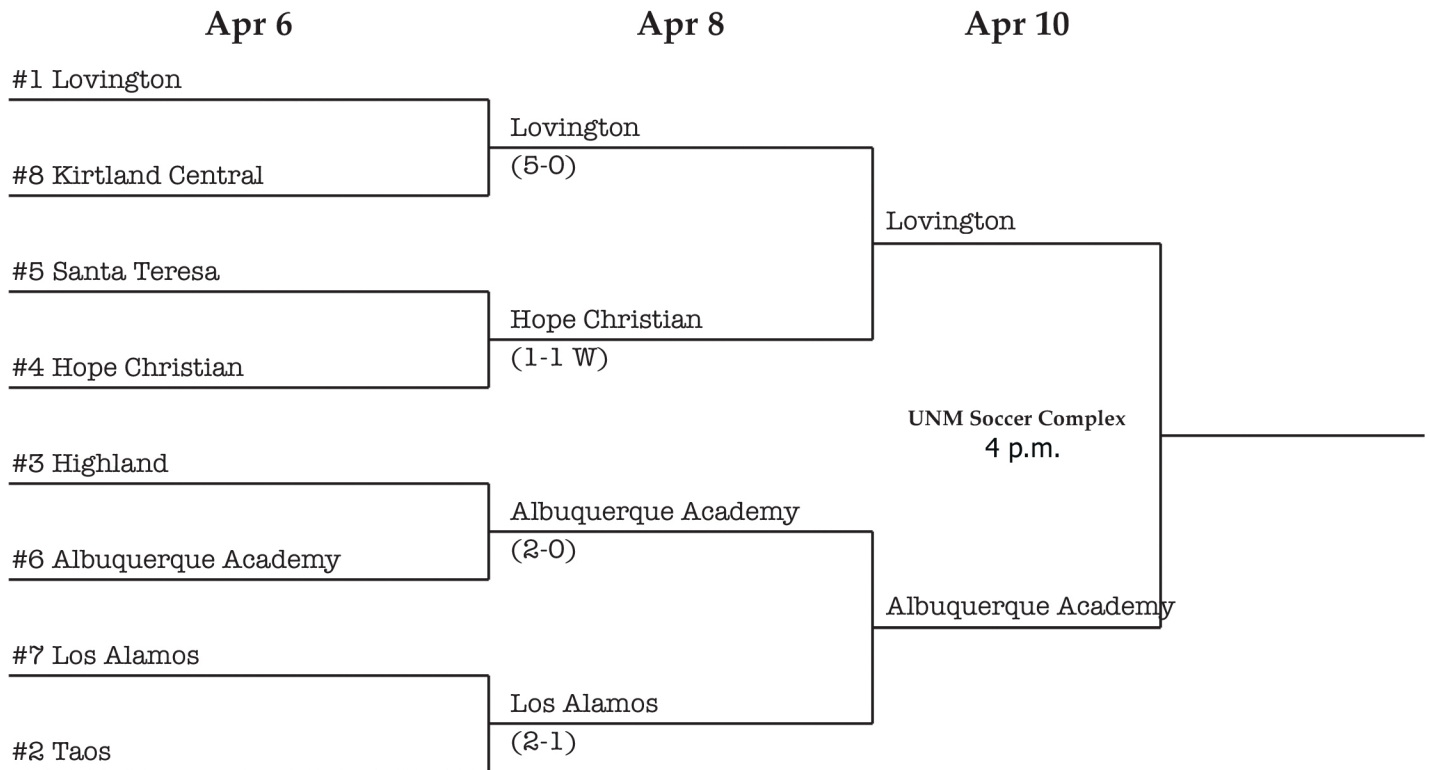 Apr 6
Apr 8
Apr 10
#1 Lovington
Lovington
(5-0)
#8 Kirtland Central
Lovington
#5 Santa Teresa
Hope Christian
(1-1 W)
#4 Hope Christian
UNM Soccer Complex
4 p.m.
#3 Highland
Albuquerque Academy
(2-0)
#6 Albuquerque Academy
Albuquerque Academy
#7 Los Alamos
Los Alamos
(2-1)
#2 Taos